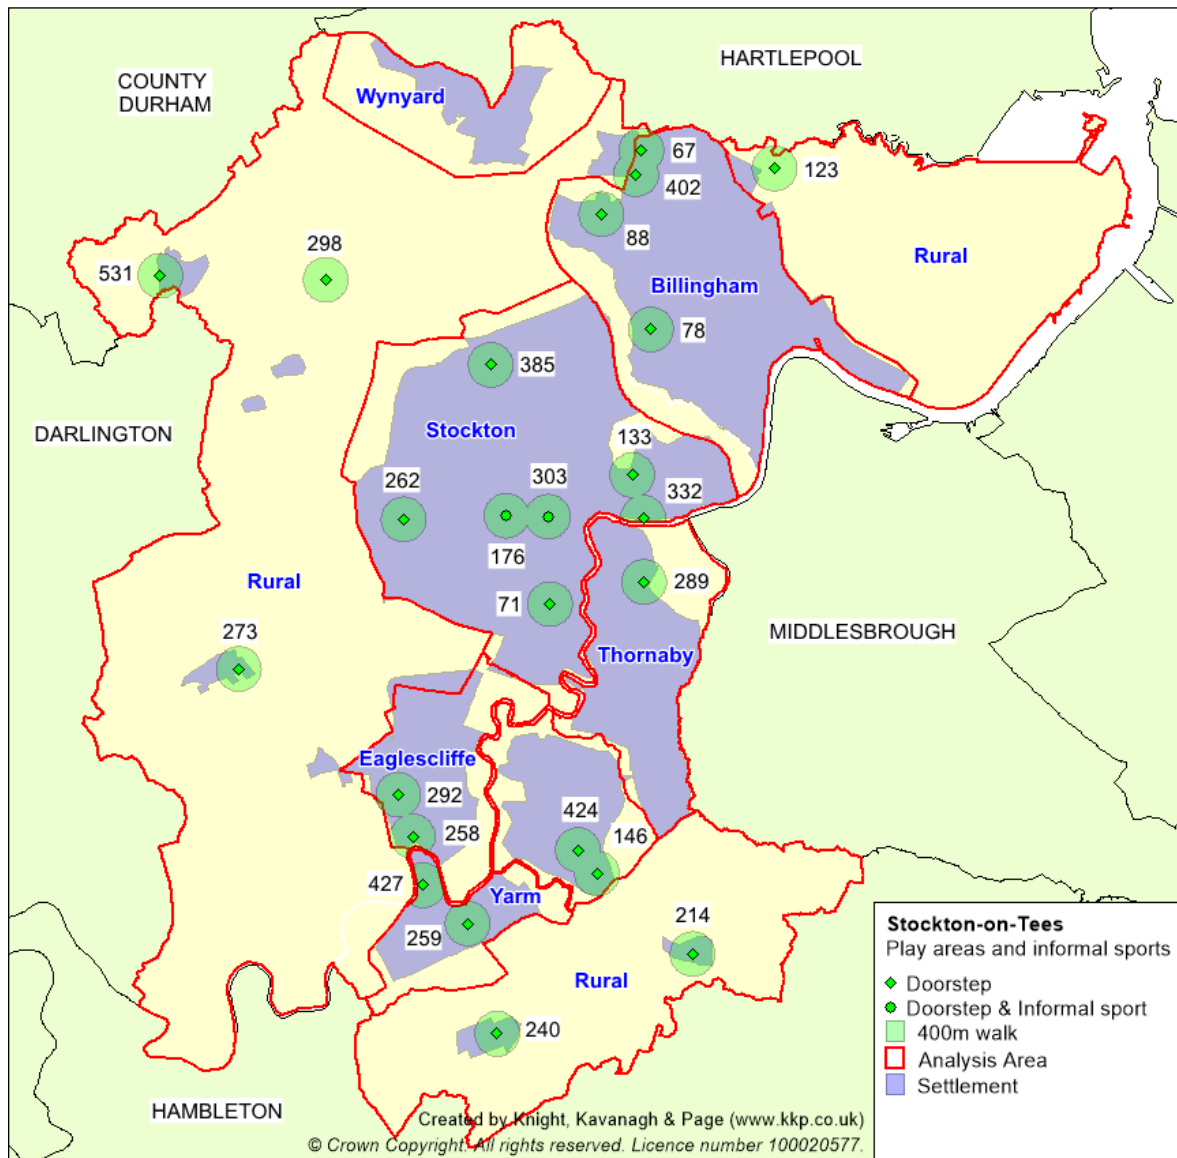 HARTLEPOOL
COUNTY
DURHAM
Wynyard
67
123
402
88
298
Rural
531
Billingham
78
385
Stockton
DARLINGTON
133
262
303
332
176
Rural
289
71
273
MIDDLESBROUGH
Thornaby
Eaglescliffe
292
424
258
146
427
Yarm
214
259
Rural
240
HAMBLETON
Stockton-on-Tees
Play areas and informal sports
Doorstep
Doorstep & Informal sport
400m walk
Analysis Area
Settlement
Created by Knight, Kavanagh & Page (www.kkp.co.uk)
© Crown Copyright. All rights reserved. Licence number 100020577.